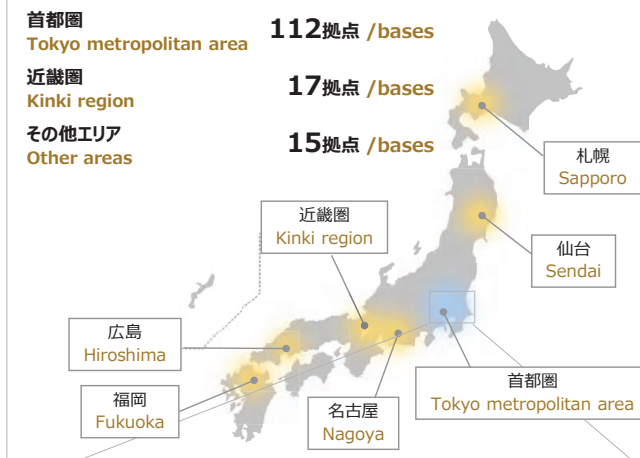 首都圏 112拠点 /bases
Tokyo metropolitan area
近畿圏 17拠点 /bases
Kinki region
その他エリア 15拠点 /bases
Other areas
札幌
Sapporo
近畿圏
Kinki region
仙台
Sendai
広島
Hiroshima
首都圏
Tokyo metropolitan area
福岡
Fukuoka
名古屋
Nagoya